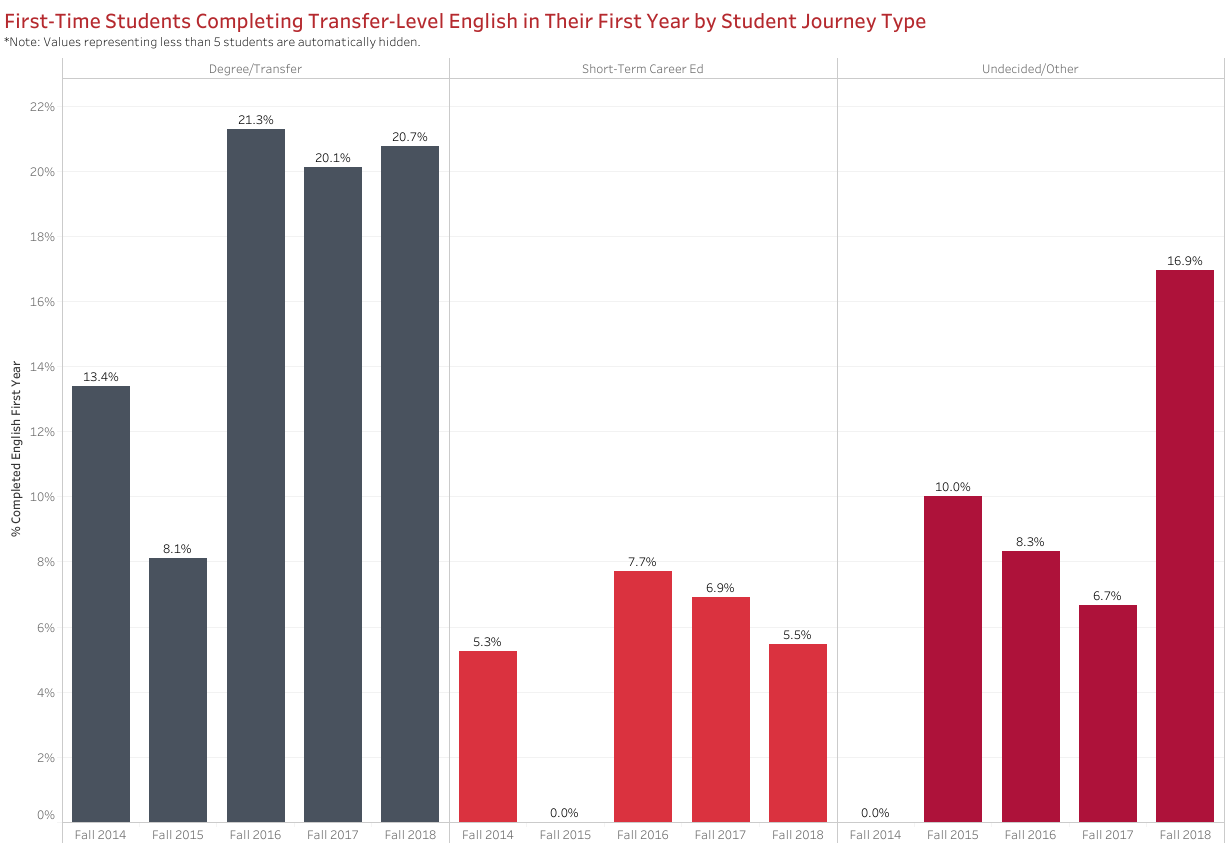 First-Time Students Completing Transfer-Level English in Their First Year by Student Journey Type
*Note: Values representing less than 5 students are automatically hidden.
Degree/Transfer
Short-Term Career Ed
Undecided/Other
% Completed English First Year
22%
20%
18%
16%
14%
12%
10%
8%
6%
4%
2%
0%
13.4%
8.1%
21.3%
20.1%
20.7%
5.3%
0.0%
7.7%
6.9%
5.5%
0.0%
10.0%
8.3%
6.7%
16.9%
Fall 2014
Fall 2015
Fall 2016
Fall 2017
Fall 2018
Fall 2014
Fall 2015
Fall 2016
Fall 2017
Fall 2018
Fall 2014
Fall 2015
Fall 2016
Fall 2017
Fall 2018